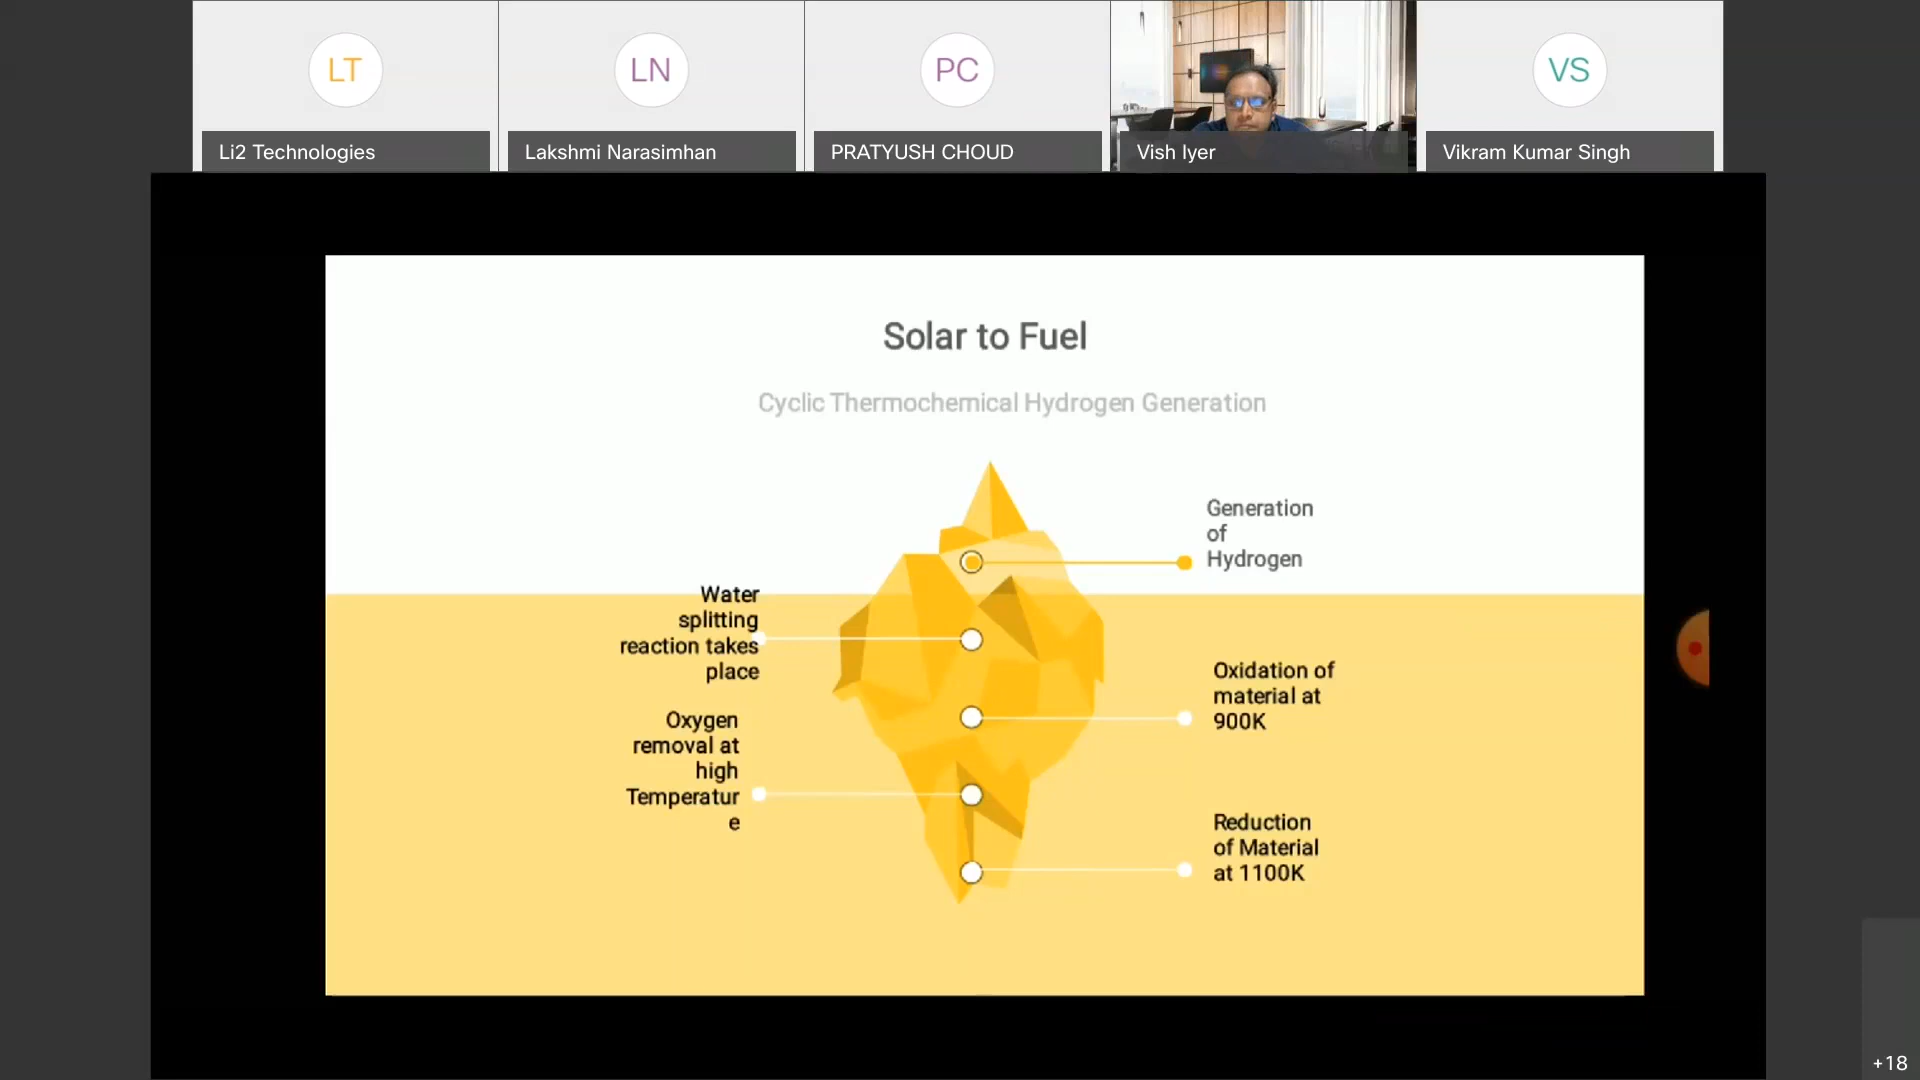 LT
LN
PC
VS
Li2 Technologies
Lakshmi Narasimhan
PRATYUSH CHOUD
Vish Iyer
Vikram Kumar Singh
Solar to Fuel
Cyclic Thermochemical Hydrogen Generation
Generation
of
Hydrogen
Water
splitting
reaction takes
place
Oxidation of
material at
900K
Oxygen
removal at
high
Temperatur
e
Reduction
of Material
at 1100K
+18